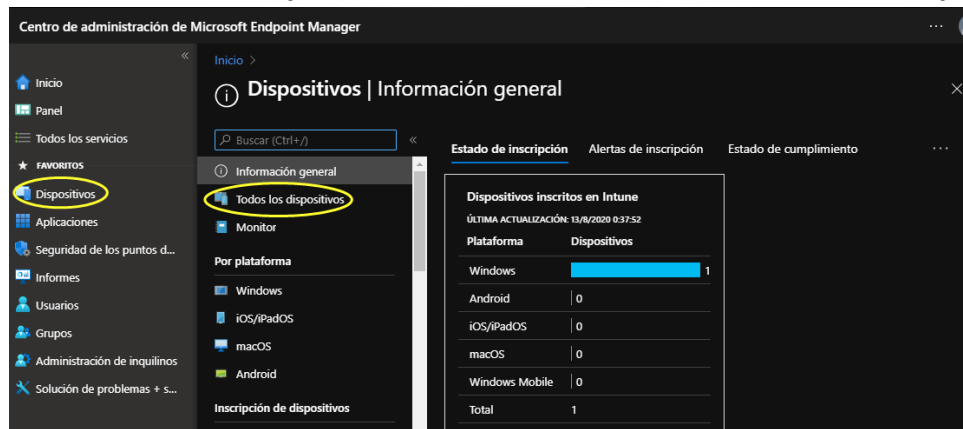 Centro de administración de Microsoft Endpoint Manager
Inicio
Panel
Todos los servicios
FAVORITOS
Dispositivos
Aplicaciones
Seguridad de los puntos d...
Informes
Usuarios
Grupos
Administración de inquilinos
Solución de problemas + s...
Inicio >
Dispositivos | Información general
Buscar (Ctrl+/)
Información general
Todos los dispositivos
Monitor
Por plataforma
Windows
iOS/iPadOS
macOS
Android
Inscripción de dispositivos
Estado de inscripción Alertas de inscripción Estado de cumplimiento
Dispositivos inscritos en Intune
ÚLTIMA ACTUALIZACIÓN: 13/8/2020 0:37:52
Plataforma Dispositivos
Windows 1
Android 0
iOS/iPadOS 0
macOS 0
Windows Mobile 0
Total 1